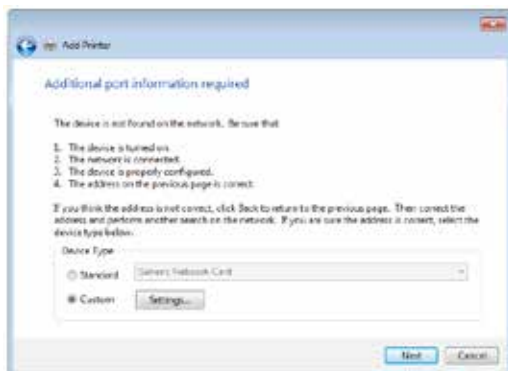 Add Printer
Additional port information required
The device is not found on the network. Be sure that:
1. The device is turned on.
2. The network is connected.
3. The device is properly configured.
4. The address on the previous page is correct.
If you think the address is not correct, click Back to return to the previous page. Then correct the
address and perform another search on the network. If you are sure the address is correct, select the
device type below.
Device Type
Standard
Generic Network Card
Custom
Settings...
Next
Cancel